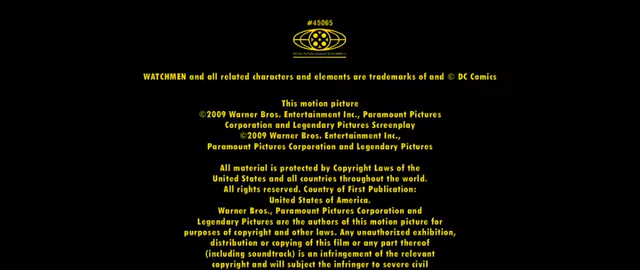 #45065
WATCHMEN and all related characters and elements are trademarks of and © DC Comics
This motion picture
©2009 Warner Bros. Entertainment Inc., Paramount Pictures
Corporation and Legendary Pictures Screenplay
©2009 Warner Bros. Entertainment Inc.,
Paramount Pictures Corporation and Legendary Pictures
All material is protected by Copyright Laws of the
United States and all countries throughout the world.
All rights reserved. Country of First Publication:
United States of America.
Warner Bros., Paramount Pictures Corporation and
Legendary Pictures are the authors of this motion picture for
purposes of copyright and other laws. Any unauthorized exhibition,
distribution or copying of this film or any part thereof
(including soundtrack) is an infringement of the relevant
copyright and will subject the infringer to severe civil